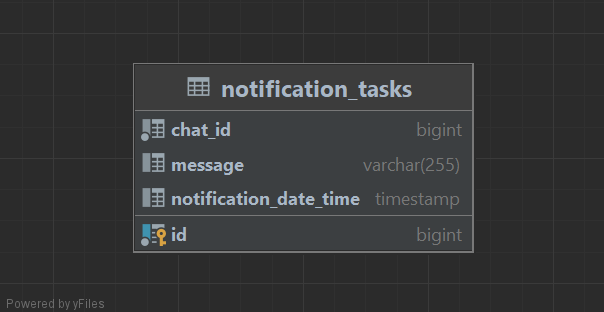 notification_tasks
chat_id bigint
message varchar(255)
notification_date_time timestamp
id bigint
Powered by yFiles